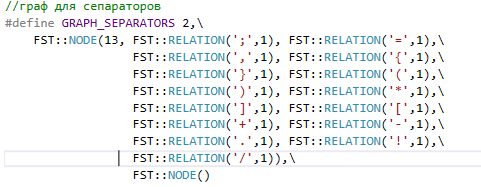 //граф для сепараторов
#define GRAPH_SEPARATORS 2,\
FST::NODE(13, FST::RELATION(';',1), FST::RELATION('=',1),\
FST::RELATION(',',1), FST::RELATION('{',1),\
FST::RELATION('}',1), FST::RELATION('(',1),\
FST::RELATION(')',1), FST::RELATION('*',1),\
FST::RELATION(']',1), FST::RELATION('[',1),\
FST::RELATION('+',1), FST::RELATION('-',1),\
FST::RELATION('.',1), FST::RELATION('!',1),\
FST::RELATION('/',1)),\
FST::NODE()